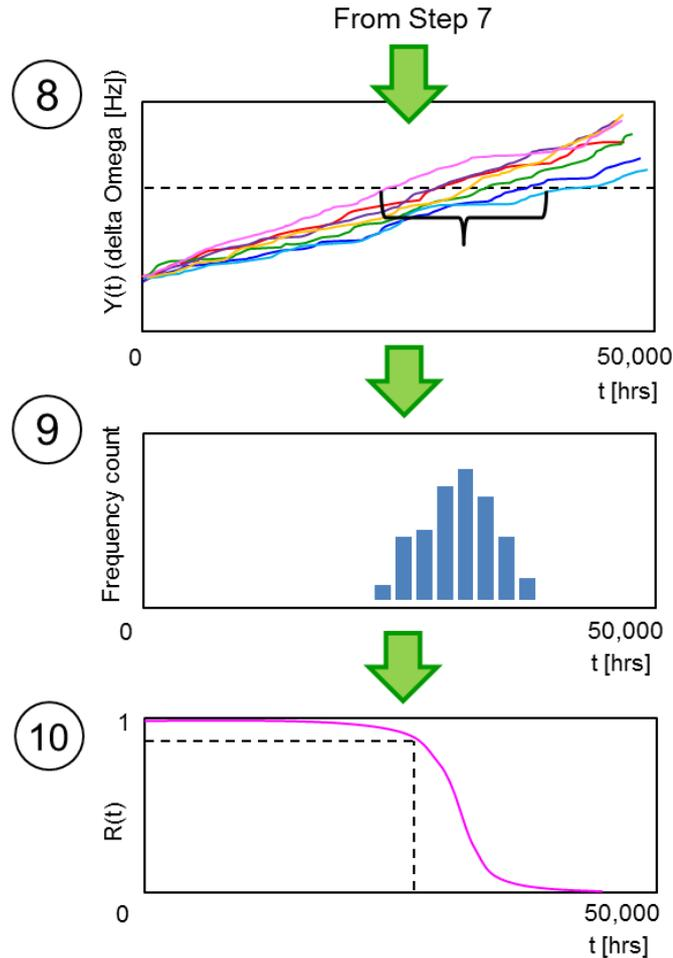 From Step 7
8
Y(t) (delta Omega [Hz])
0
50,000
t [hrs]
9
Frequency count
0
50,000
t [hrs]
10
1
R(t)
0
50,000
t [hrs]